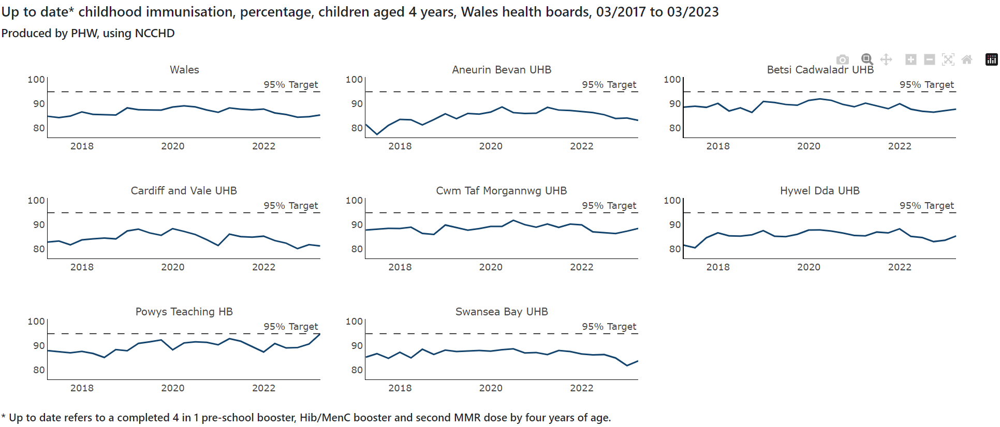 Up to date* childhood immunisation, percentage, children aged 4 years, Wales health boards, 03/2017 to 03/2023
Produced by PHW, using NCCHD
Wales
100
95% Target
90
80
2018 2020 2022
Aneurin Bevan UHB
100
95% Target
90
80
2018 2020 2022
Betsi Cadwaladr UHB
100
95% Target
90
80
2018 2020 2022
Cardiff and Vale UHB
100
95% Target
90
80
2018 2020 2022
Cwm Taf Morgannwg UHB
100
95% Target
90
80
2018 2020 2022
Hywel Dda UHB
100
95% Target
90
80
2018 2020 2022
Powys Teaching HB
100
95% Target
90
80
2018 2020 2022
Swansea Bay UHB
100
95% Target
90
80
2018 2020 2022
* Up to date refers to a completed 4 in 1 pre-school booster, Hib/MenC booster and second MMR dose by four years of age.